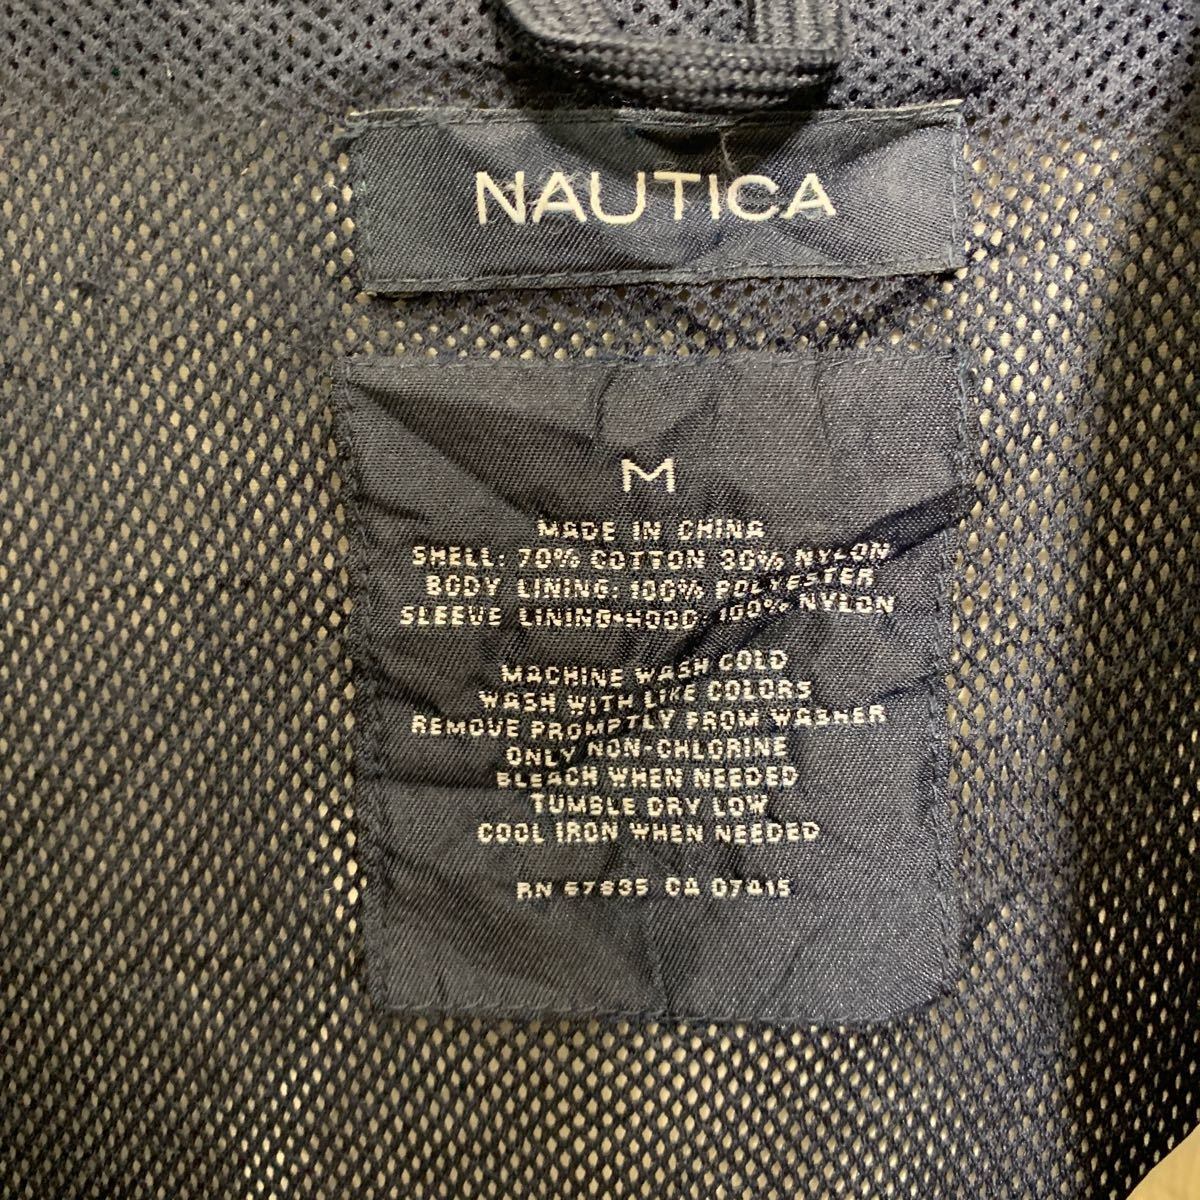 NAUTICA
M
MADE IN CHINA
SHELL: 70% COTTON 30% NYLON
BODY LINING: 100% POLYESTER
SLEEVE LINING+HOOD: 100% NYLON
MACHINE WASH COLD
WASH WITH LIKE COLORS
REMOVE PROMPTLY FROM WASHER
ONLY NON-CHLORINE
BLEACH WHEN NEEDED
TUMBLE DRY LOW
COOL IRON WHEN NEEDED
RN 67835 CA 07415